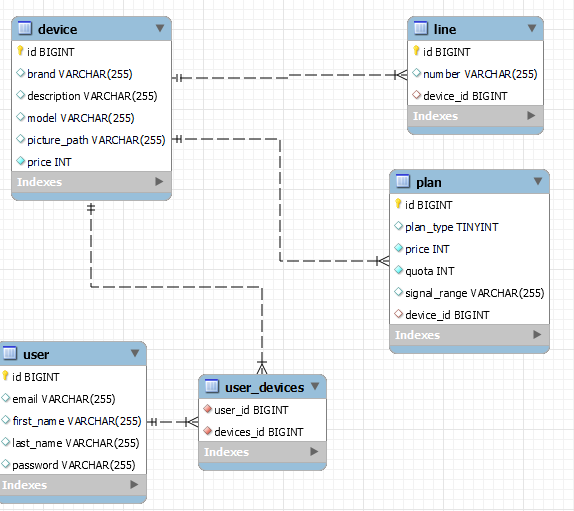 device
id BIGINT
brand VARCHAR(255)
description VARCHAR(255)
model VARCHAR(255)
picture_path VARCHAR(255)
price INT
Indexes
line
id BIGINT
number VARCHAR(255)
device_id BIGINT
Indexes
plan
id BIGINT
plan_type TINYINT
price INT
quota INT
signal_range VARCHAR(255)
device_id BIGINT
Indexes
user
id BIGINT
email VARCHAR(255)
first_name VARCHAR(255)
last_name VARCHAR(255)
password VARCHAR(255)
Indexes
user_devices
user_id BIGINT
devices_id BIGINT
Indexes